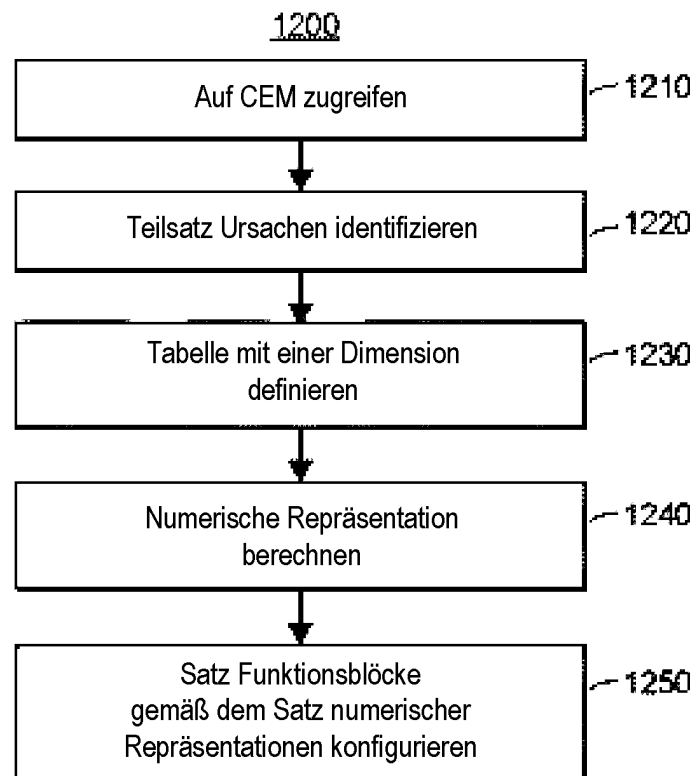 1200
Auf CEM zugreifen
1210
Teilsatz Ursachen identifizieren
1220
Tabelle mit einer Dimension
definieren
1230
Numerische Repräsentation
berechnen
1240
Satz Funktionsblöcke
gemäß dem Satz numerischer
Repräsentationen konfigurieren
1250